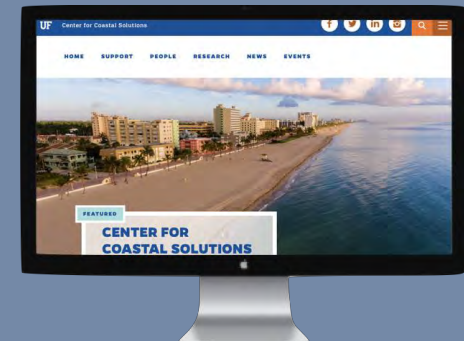 UF Center for Coastal Solutions
HOME SUPPORT PEOPLE RESEARCH NEWS EVENTS
FEATURED
CENTER FOR
COASTAL SOLUTIONS